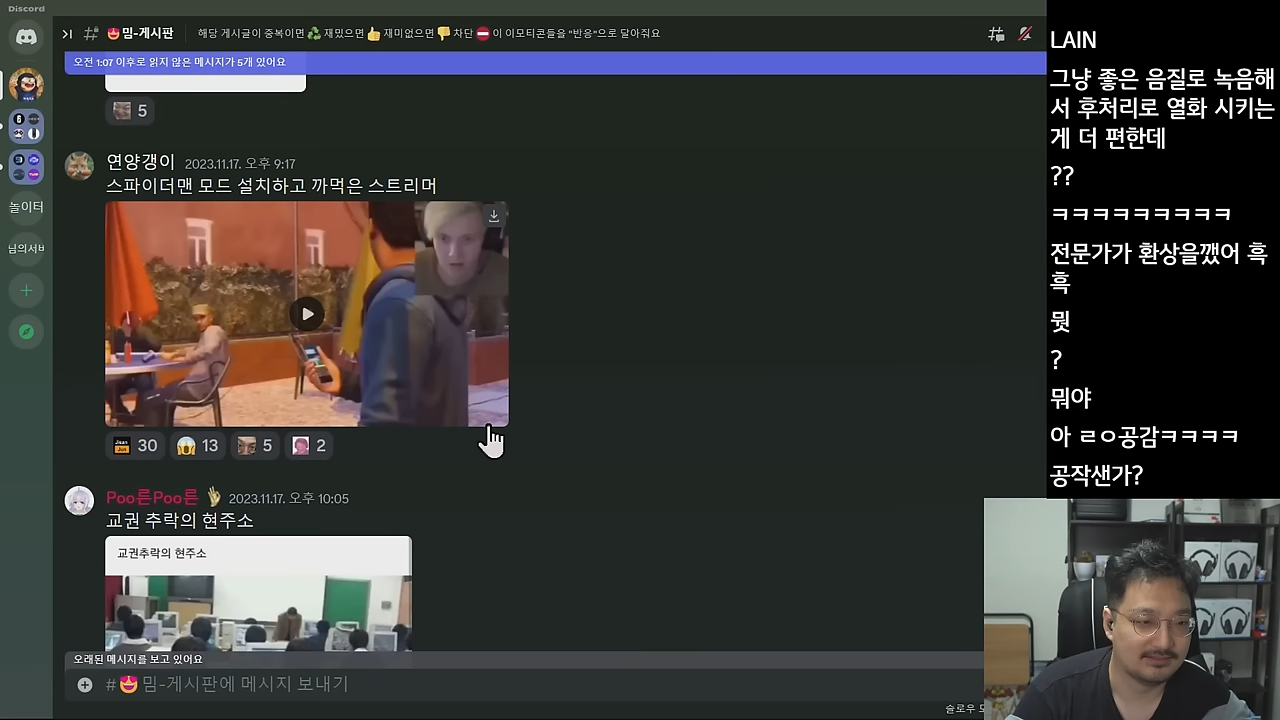 Discord
밈-게시판
해당 게시글이 중복이면 재밌으면 재미없으면 차단 이 이모티콘들을 "반응"으로 달아줘요
오전 1:07 이후로 읽지 않은 메시지가 5개 있어요
5
연양갱이 2023.11.17. 오후 9:17
스파이더맨 모드 설치하고 까먹은 스트리머
30 13 5 2
Poo른Poo른 2023.11.17. 오후 10:05
교권 추락의 현주소
교권추락의 현주소
오래된 메시지를 보고 있어요
#밈-게시판에 메시지 보내기
슬로우 모
놀이터
님의서버
LAIN
그냥 좋은 음질로 녹음해
서 후처리로 열화 시키는
게 더 편한데
??
ㅋㅋㅋㅋㅋㅋㅋㅋㅋ
전문가가 환상을깼어 흑
흑
뭣
?
뭐야
아 ㄹㅇ공감ㅋㅋㅋㅋ
공작샌가?